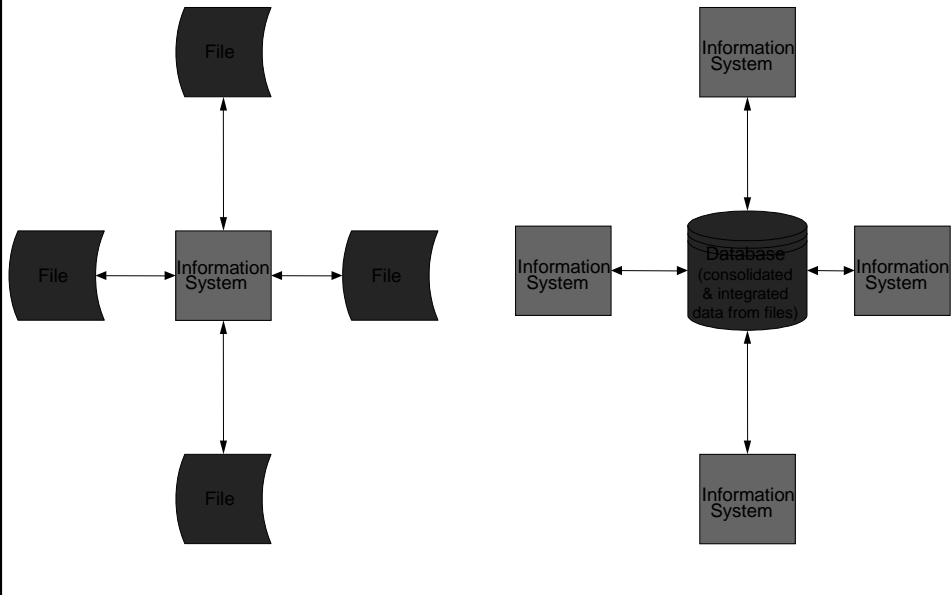 File
File
Information
System
File
File
Information
System
Information
System
Database
(consolidated
& integrated
data from files)
Information
System
Information
System